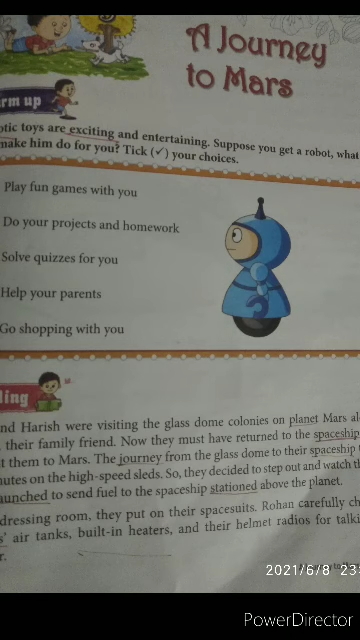 A Journey
to Mars
rm up
otic toys are exciting and entertaining. Suppose you get a robot, what
make him do for you? Tick (✓) your choices.
Play fun games with you
Do your projects and homework
Solve quizzes for you
Help your parents
Go shopping with you
ling
nd Harish were visiting the glass dome colonies on planet Mars al
their family friend. Now they must have returned to the spaceship
t them to Mars. The journey from the glass dome to their spaceship
utes on the high-speed sleds. So, they decided to step out and watch th
aunched to send fuel to the spaceship stationed above the planet.
dressing room, they put on their spacesuits. Rohan carefully ch
s' air tanks, built-in heaters, and their helmet radios for talki
r.
2021/6/8 23:
PowerDirector